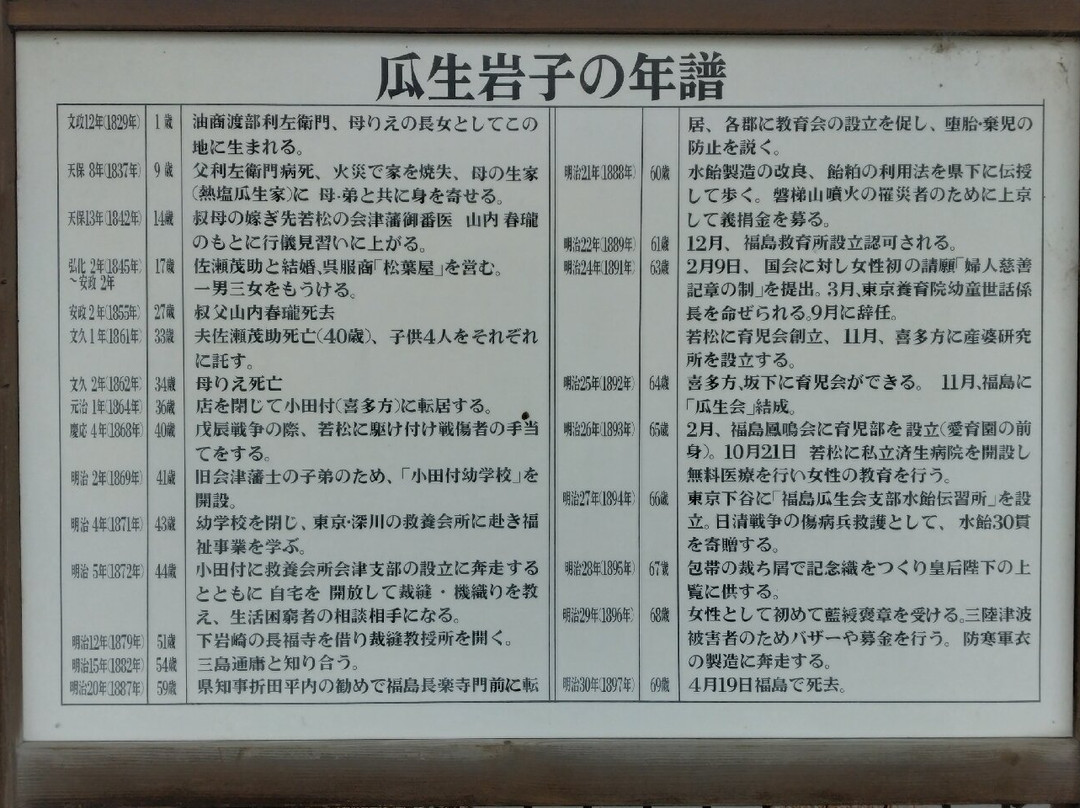 瓜生岩子の年譜
文政12年(1829年) 1歳 油商渡部利左衛門、母りえの長女としてこの
地に生まれる。
天保 8年(1837年) 9歳 父利左衛門病死、火災で家を焼失、母の生家
(熱塩瓜生家)に 母・弟と共に身を寄せる。
天保13年(1842年) 14歳 叔母の嫁ぎ先若松の会津藩御番医 山内 春瓏
のもとに行儀見習いに上がる。
弘化 2年(1845年) 17歳 佐瀬茂助と結婚、呉服商「松葉屋」を営む。
～安政 2年 一男三女をもうける。
安政 2年(1855年) 27歳 叔父山内春瓏死去
文久 1年(1861年) 33歳 夫佐瀬茂助死亡(40歳)、子供4人をそれぞれ
に託す。
文久 2年(1862年) 34歳 母りえ死亡
元治 1年(1864年) 36歳 店を閉じて小田付(喜多方)に転居する。
慶応 4年(1868年) 40歳 戊辰戦争の際、若松に駆け付け戦傷者の手当
てをする。
明治 2年(1869年) 41歳 旧会津藩士の子弟のため、「小田付幼学校」を
開設。
明治 4年(1871年) 43歳 幼学校を閉じ、東京・深川の救養会所に赴き福
祉事業を学ぶ。
明治 5年(1872年) 44歳 小田付に救養会所会津支部の設立に奔走する
とともに 自宅を 開放して裁縫・機織りを教
え、生活困窮者の相談相手になる。
明治12年(1879年) 51歳 下岩崎の長福寺を借り裁縫教授所を開く。
明治15年(1882年) 54歳 三島通庸と知り合う。
明治20年(1887年) 59歳 県知事折田平内の勧めで福島長楽寺門前に転
居、各郡に教育会の設立を促し、堕胎・棄児の
防止を説く。
明治21年(1888年) 60歳 水飴製造の改良、飴粕の利用法を県下に伝授
して歩く。磐梯山噴火の罹災者のために上京
して義捐金を募る。
明治22年(1889年) 61歳 12月、福島救育所設立認可される。
明治24年(1891年) 63歳 2月9日、国会に対し女性初の請願「婦人慈善
記章の制」を提出。3月、東京養育院幼童世話係
長を命ぜられる。9月に辞任。
若松に育児会創立、11月、喜多方に産婆研究
所を設立する。
明治25年(1892年) 64歳 喜多方、坂下に育児会ができる。 11月、福島に
「瓜生会」結成。
明治26年(1893年) 65歳 2月、福島鳳鳴会に育児部を設立(愛育園の前
身)。10月21日 若松に私立済生病院を開設し
無料医療を行い女性の教育を行う。
明治27年(1894年) 66歳 東京下谷に「福島瓜生会支部水飴伝習所」を設
立。日清戦争の傷病兵救護として、水飴30貫
を寄贈する。
明治28年(1895年) 67歳 包帯の裁ち屑で記念織をつくり皇后陛下の上
覧に供する。
明治29年(1896年) 68歳 女性として初めて藍綬褒章を受ける。三陸津波
被害者のためバザーや募金を行う。防寒軍衣
の製造に奔走する。
明治30年(1897年) 69歳 4月19日福島で死去。